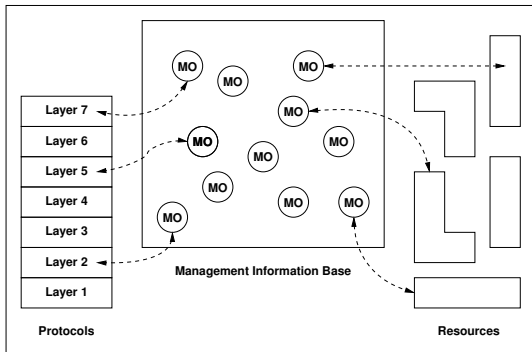 MO
MO
MO
MO
MO
MO
MO
MO
MO
MO
MO
Layer 7
Layer 6
Layer 5
Layer 4
Layer 3
Layer 2
Layer 1
Management Information Base
Protocols
Resources